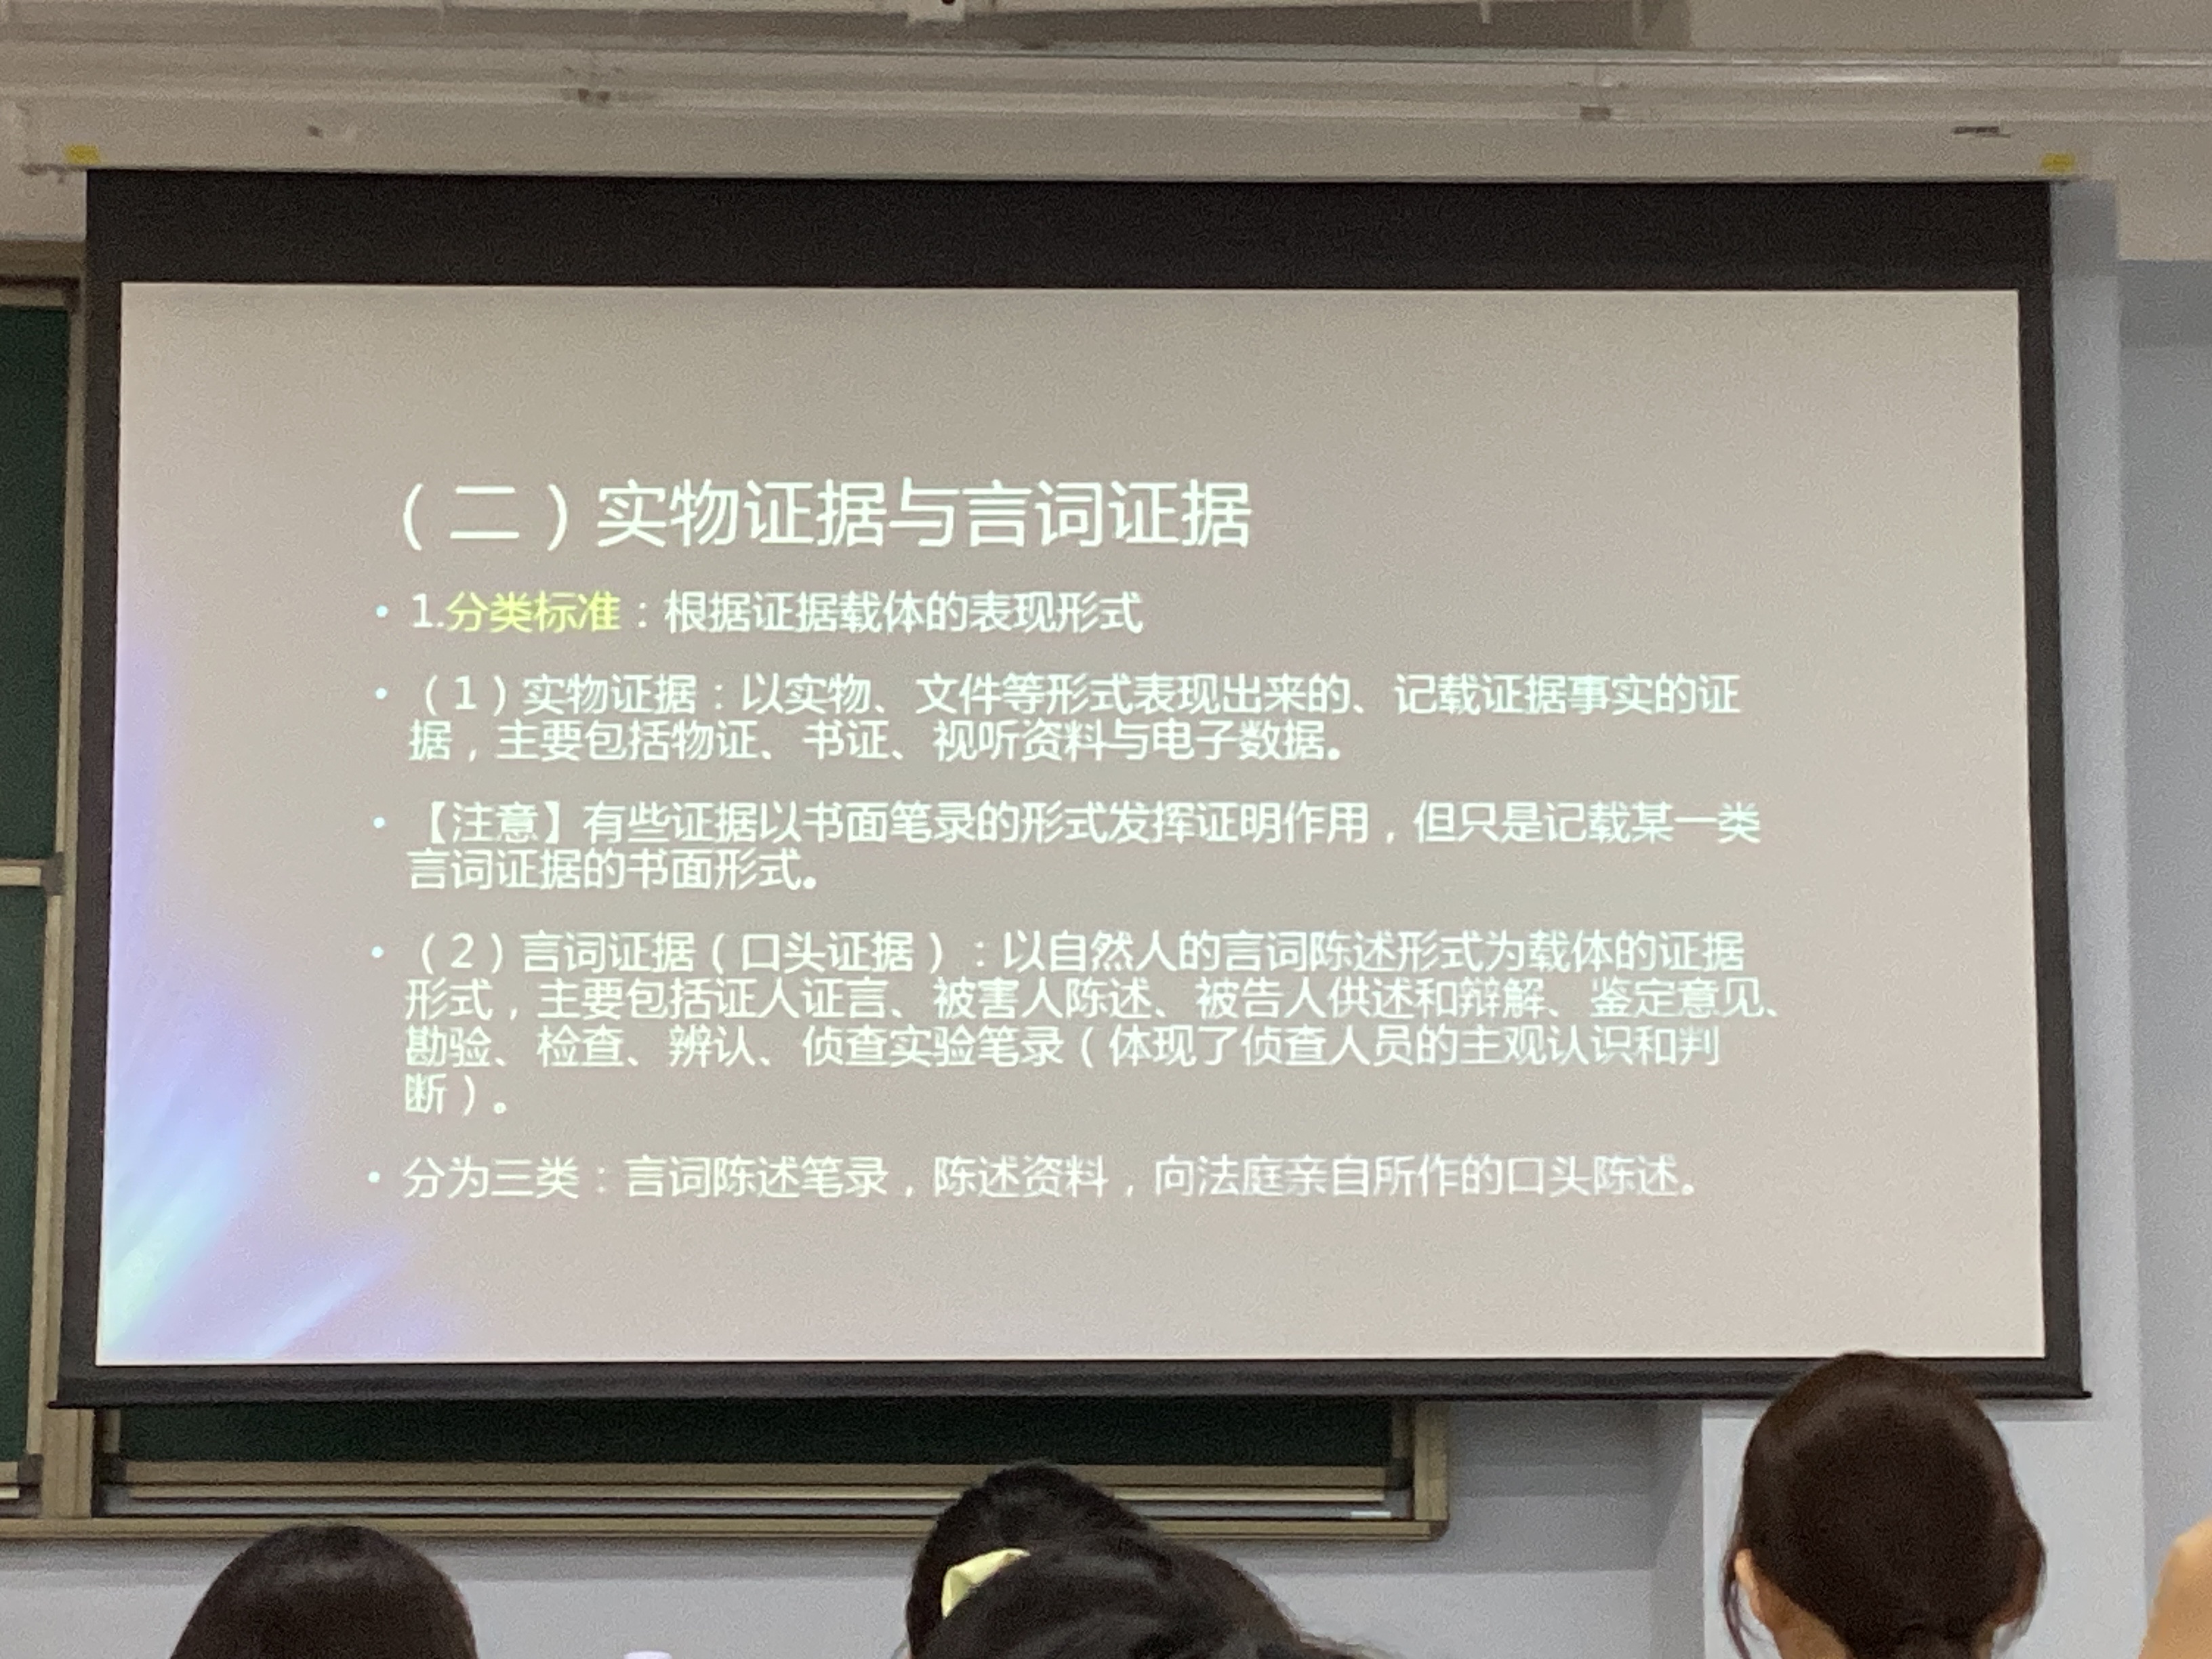 （二）实物证据与言词证据
• 1.分类标准：根据证据载体的表现形式
• （1）实物证据：以实物、文件等形式表现出来的、记载证据事实的证
据，主要包括物证、书证、视听资料与电子数据。
• 【注意】有些证据以书面笔录的形式发挥证明作用，但只是记载某一类
言词证据的书面形式。
• （2）言词证据（口头证据）：以自然人的言词陈述形式为载体的证据
形式，主要包括证人证言、被害人陈述、被告人供述和辩解、鉴定意见、
勘验、检查、辨认、侦查实验笔录（体现了侦查人员的主观认识和判
断）。
• 分为三类：言词陈述笔录，陈述资料，向法庭亲自所作的口头陈述。